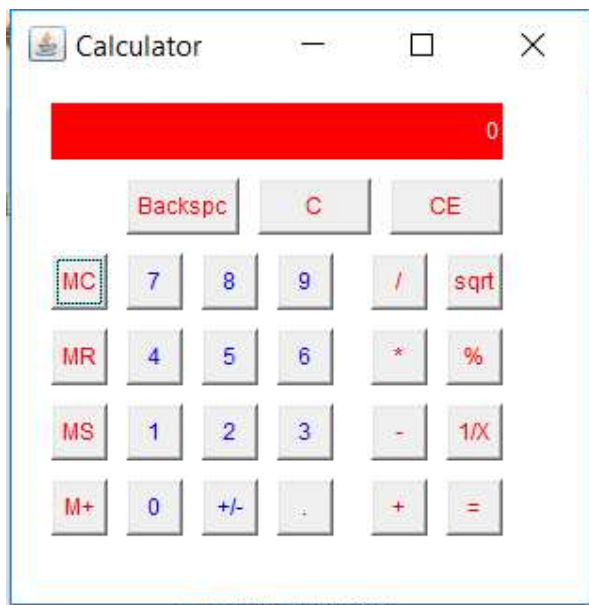 Calculator
0
Backspc C CE
MC 7 8 9 / sqrt
MR 4 5 6 * %
MS 1 2 3 - 1/X
M+ 0 +/- . + =